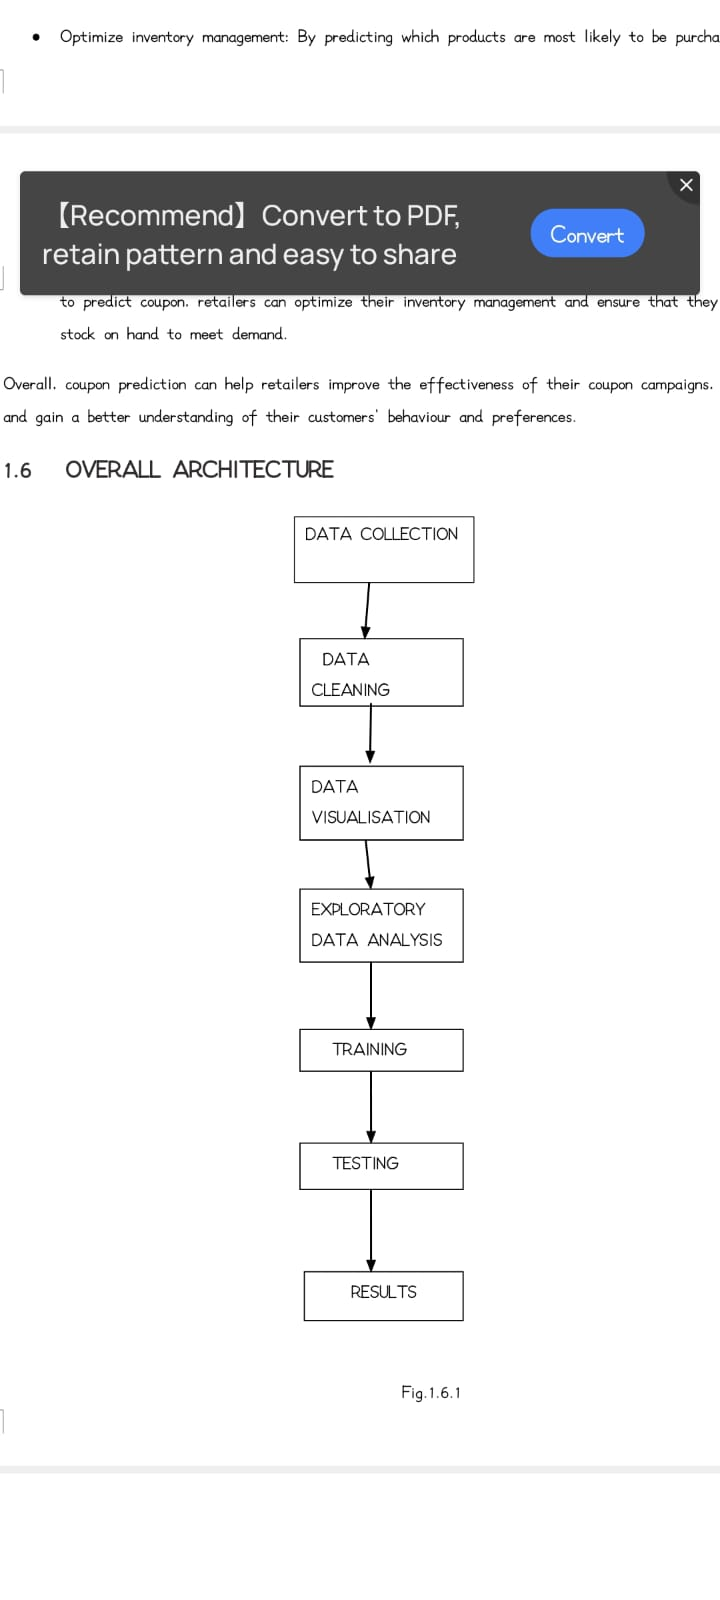 • Optimize inventory management: By predicting which products are most likely to be purcha
【Recommend】Convert to PDF,
retain pattern and easy to share
Convert
to predict coupon. retailers can optimize their inventory management and ensure that they
stock on hand to meet demand.
Overall. coupon prediction can help retailers improve the effectiveness of their coupon campaigns.
and gain a better understanding of their customers' behaviour and preferences.
1.6 OVERALL ARCHITECTURE
DATA COLLECTION
DATA
CLEANING
DATA
VISUALISATION
EXPLORATORY
DATA ANALYSIS
TRAINING
TESTING
RESULTS
Fig.1.6.1